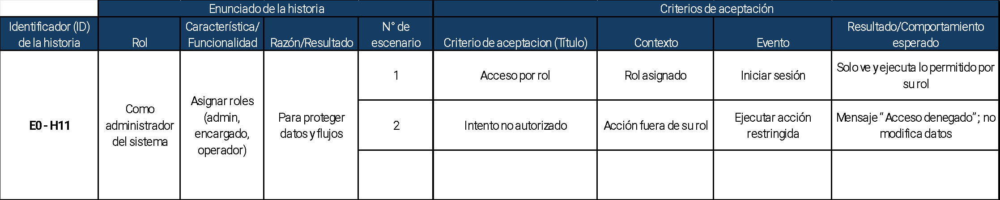 Enunciado de la historia
Criterios de aceptación
Identificador (ID)
de la historia
Rol
Característica/
Funcionalidad
Razón/Resultado
N° de
escenario
Criterio de aceptacion (Título)
Contexto
Evento
Resultado/Comportamiento
esperado
E0 - H11
Como
administrador
del sistema
Asignar roles
(admin,
encargado,
operador)
Para proteger
datos y flujos
1
Acceso por rol
Rol asignado
Iniciar sesión
Solo ve y ejecuta lo permitido por
su rol
2
Intento no autorizado
Acción fuera de su rol
Ejecutar acción
restringida
Mensaje “Acceso denegado”; no
modifica datos